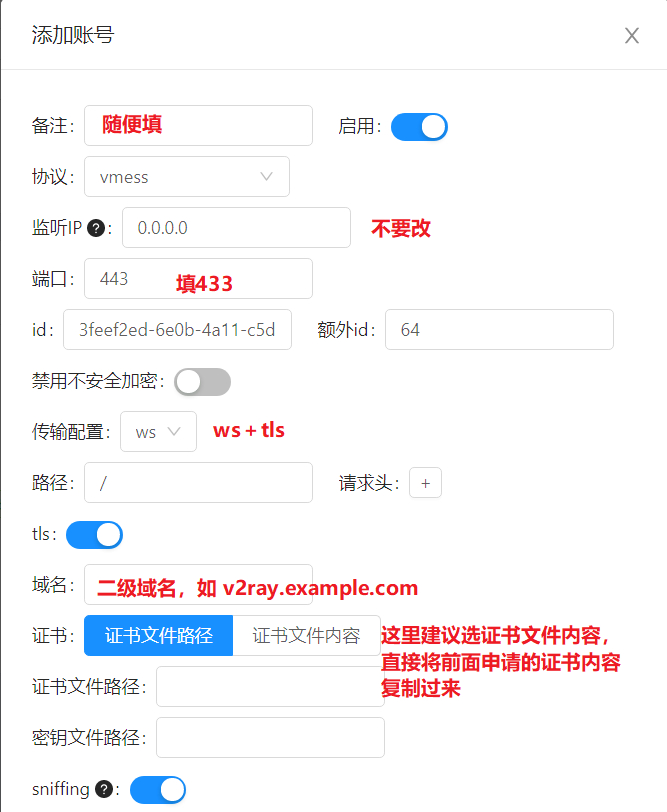 添加账号
备注: 随便填 启用:
协议: vmess
监听IP ?: 0.0.0.0 不要改
端口: 443 填433
id: 3feef2ed-6e0b-4a11-c5d 额外id: 64
禁用不安全加密:
传输配置: ws ws+tls
路径: / 请求头: +
tls:
域名: 二级域名，如 v2ray.example.com
证书: 证书文件路径 证书文件内容 这里建议选证书文件内容，
直接将前面申请的证书内容
复制过来
证书文件路径:
密钥文件路径:
sniffing ?: